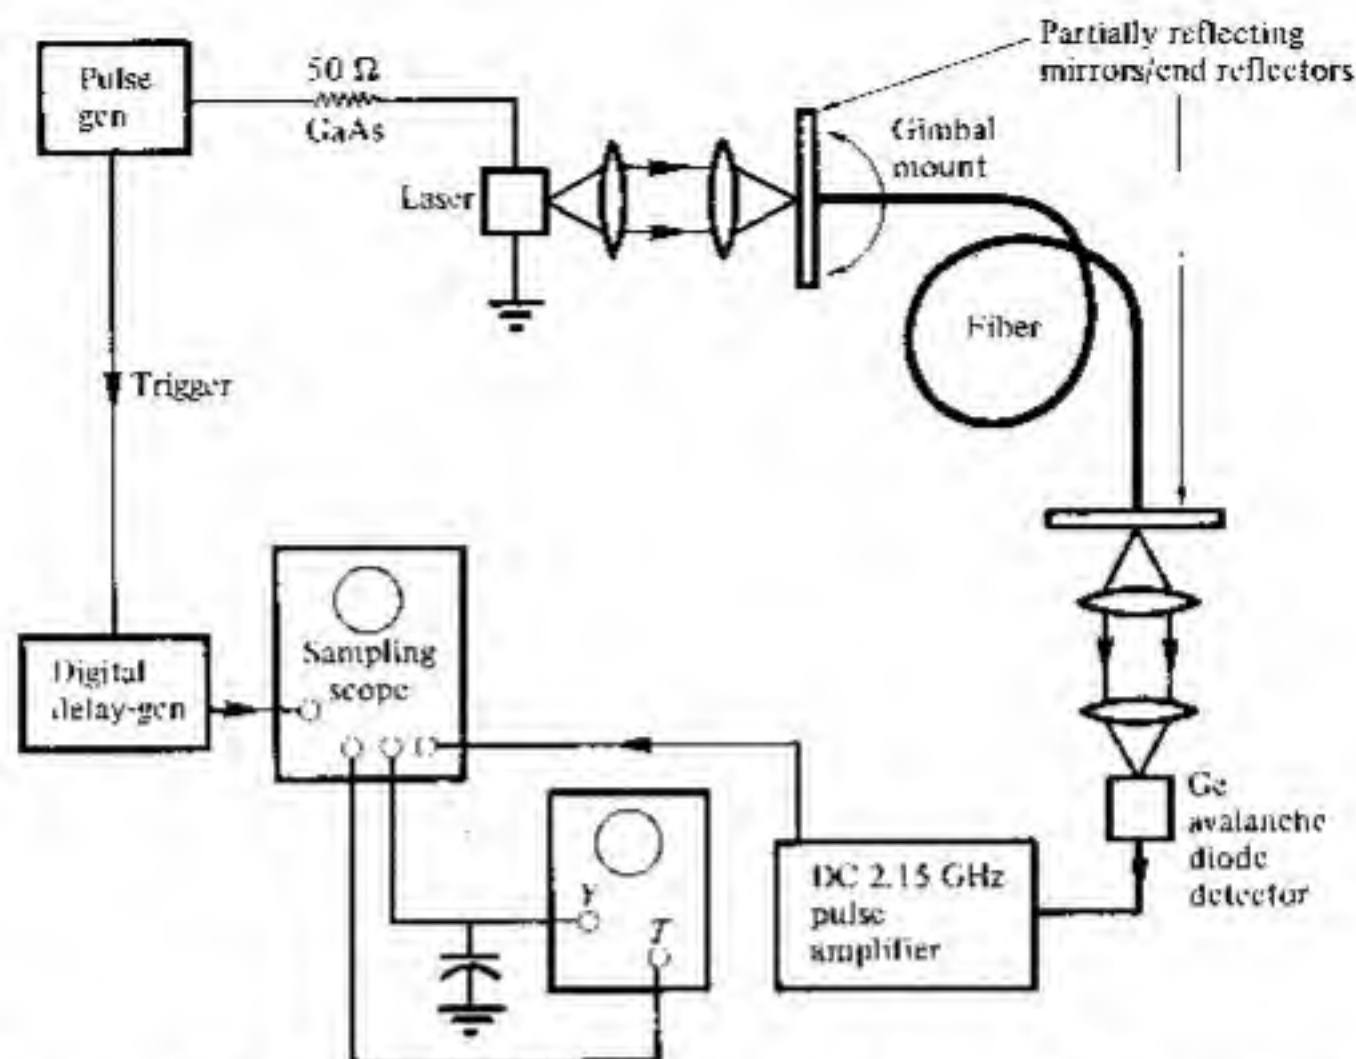 Partially reflecting
mirrors/end reflectors
Pulse
gen
50 Ω
GaAs
Gimbal
mount
Laser
Fiber
Trigger
Sampling
scope
Digital
delay-gen
Ge
avalanche
diode
detector
DC 2.15 GHz
pulse
amplifier
Y
T